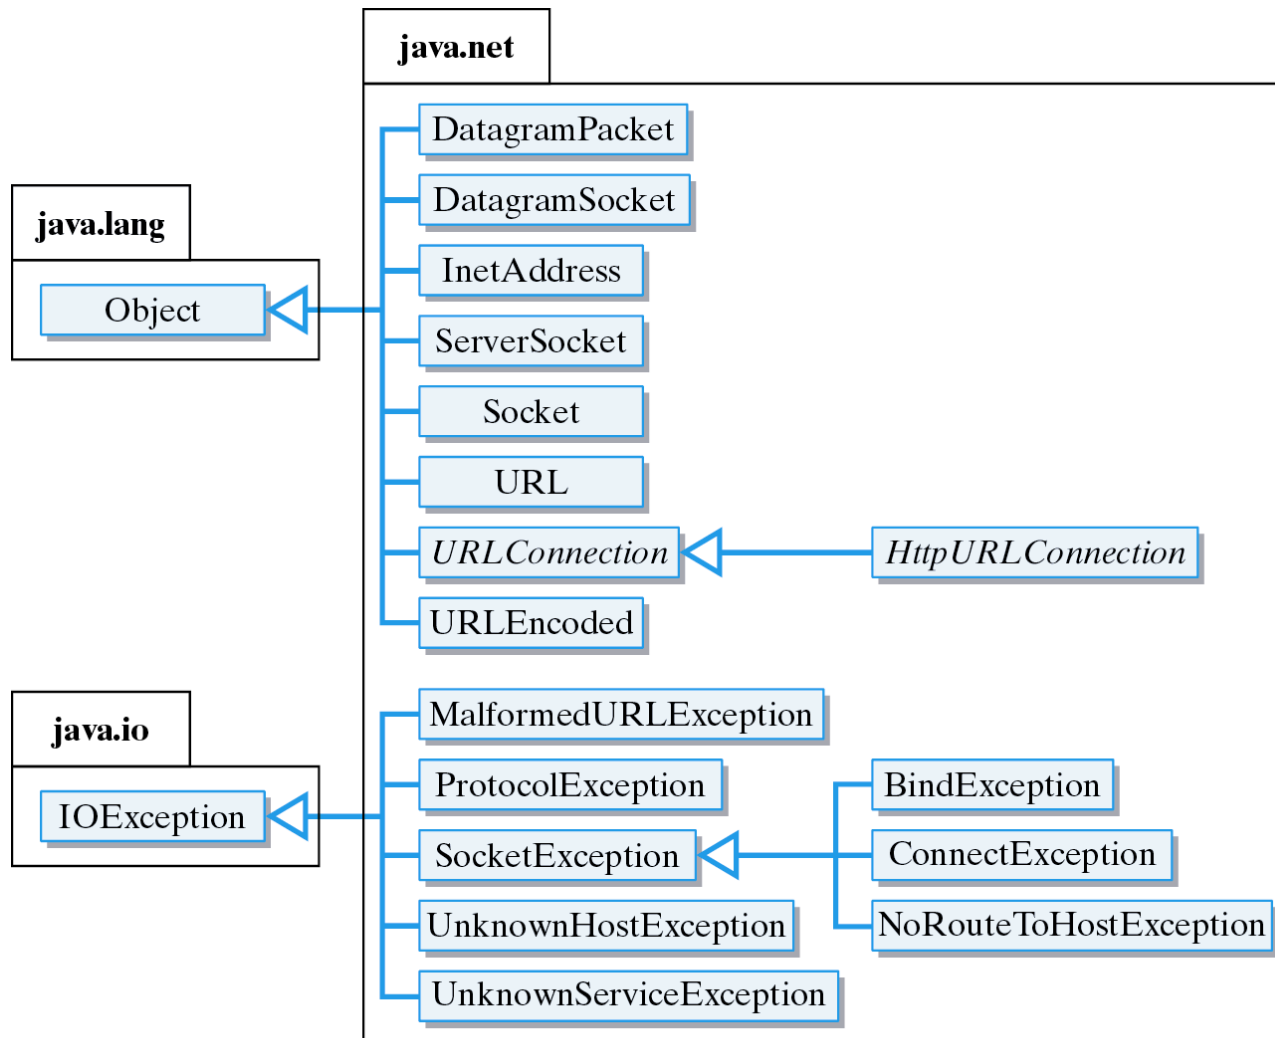 java.net
DatagramPacket
DatagramSocket
java.lang
InetAddress
Object
ServerSocket
Socket
URL
URLConnection
HttpURLConnection
URLEncoded
java.io
MalformedURLException
ProtocolException
BindException
IOException
SocketException
ConnectException
UnknownHostException
NoRouteToHostException
UnknownServiceException